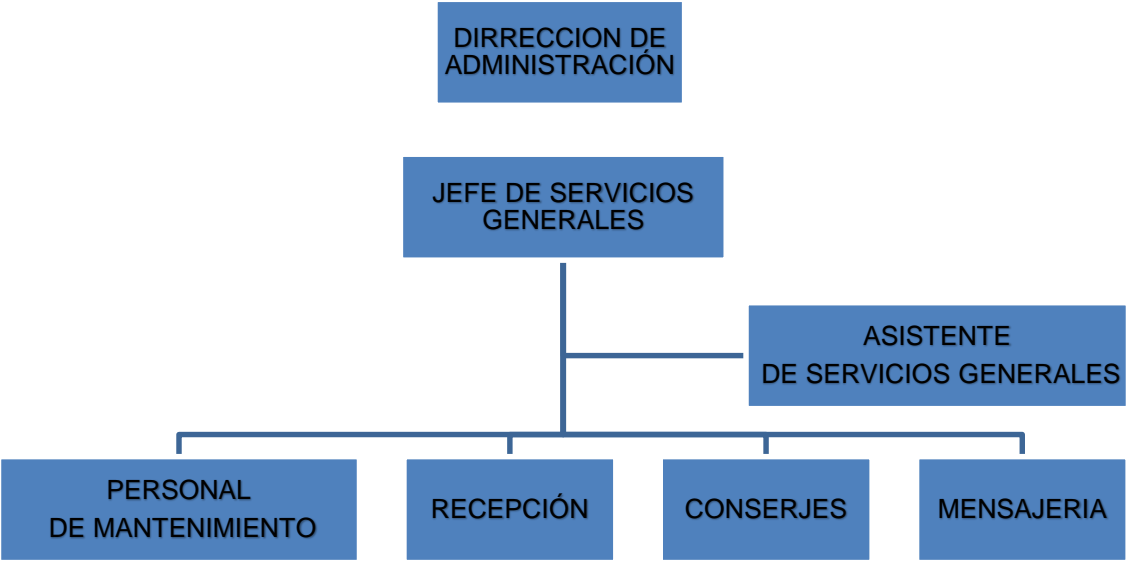 DIRRECCION DE
ADMINISTRACIÓN
JEFE DE SERVICIOS
GENERALES
ASISTENTE
DE SERVICIOS GENERALES
PERSONAL
DE MANTENIMIENTO
RECEPCIÓN
CONSERJES
MENSAJERIA